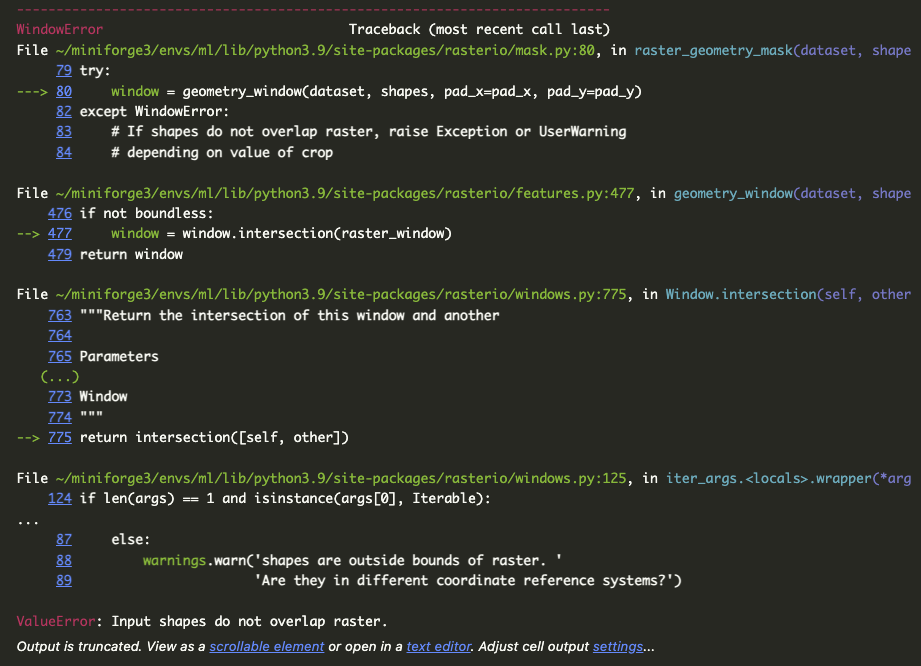 ---------------------------------------------------------------------------
WindowError                               Traceback (most recent call last)
File ~/miniforge3/envs/ml/lib/python3.9/site-packages/rasterio/mask.py:80, in raster_geometry_mask(dataset, shape
     79 try:
---> 80     window = geometry_window(dataset, shapes, pad_x=pad_x, pad_y=pad_y)
     82 except WindowError:
     83     # If shapes do not overlap raster, raise Exception or UserWarning
     84     # depending on value of crop
File ~/miniforge3/envs/ml/lib/python3.9/site-packages/rasterio/features.py:477, in geometry_window(dataset, shape
    476 if not boundless:
--> 477     window = window.intersection(raster_window)
    479 return window
File ~/miniforge3/envs/ml/lib/python3.9/site-packages/rasterio/windows.py:775, in Window.intersection(self, other
    763 """Return the intersection of this window and another
    764
    765 Parameters
   (...)
    773 Window
    774 """
--> 775 return intersection([self, other])
File ~/miniforge3/envs/ml/lib/python3.9/site-packages/rasterio/windows.py:125, in iter_args.<locals>.wrapper(*arg
    124 if len(args) == 1 and isinstance(args[0], Iterable):
...
     87     else:
     88         warnings.warn('shapes are outside bounds of raster. '
     89                       'Are they in different coordinate reference systems?')
ValueError: Input shapes do not overlap raster.
Output is truncated. View as a scrollable element or open in a text editor. Adjust cell output settings...